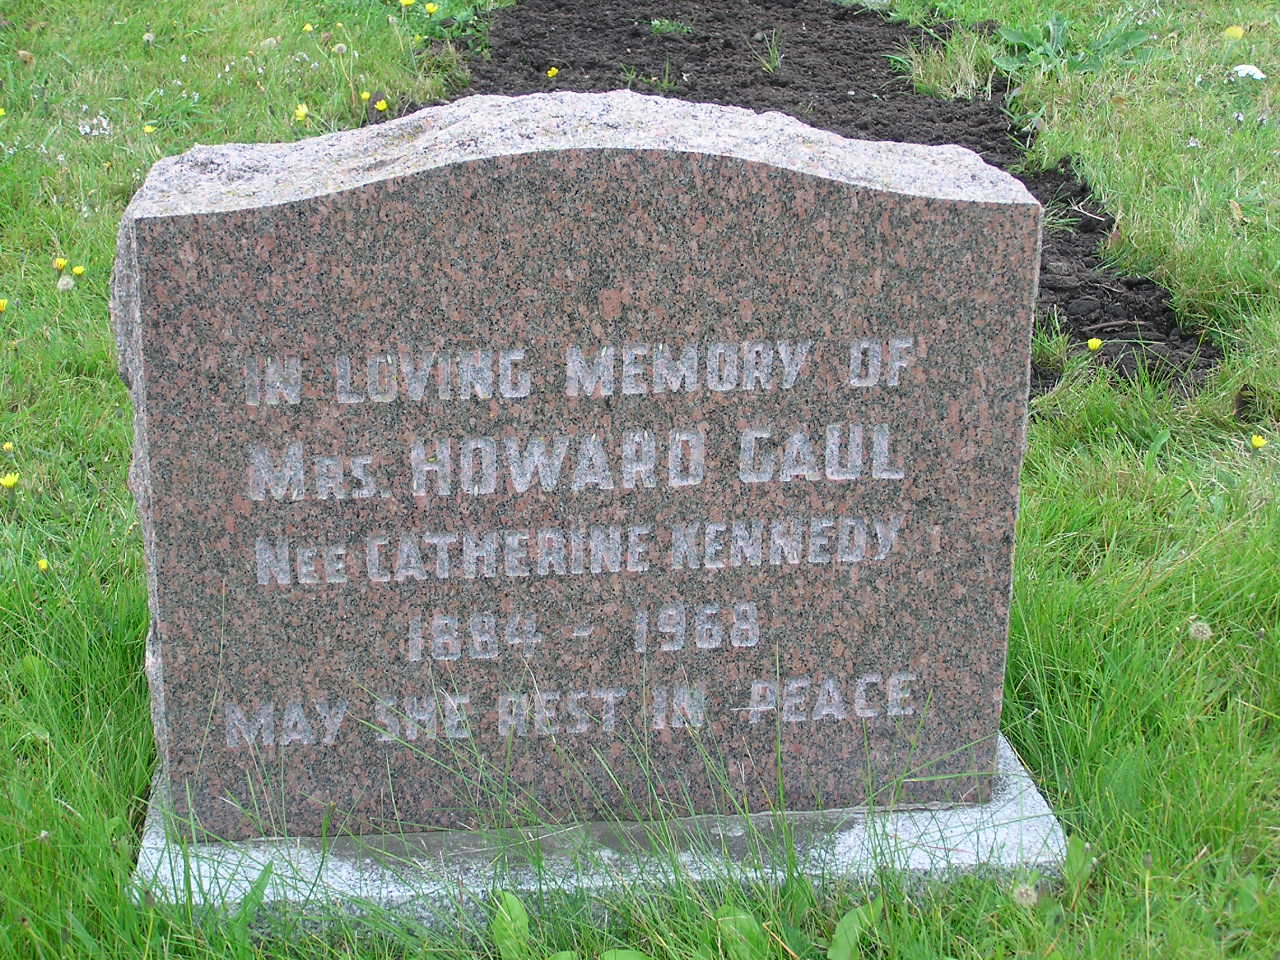 IN LOVING MEMORY OF
MRS. HOWARD GAUL
NEE CATHERINE KENNEDY
1884 - 1968
MAY SHE REST IN PEACE